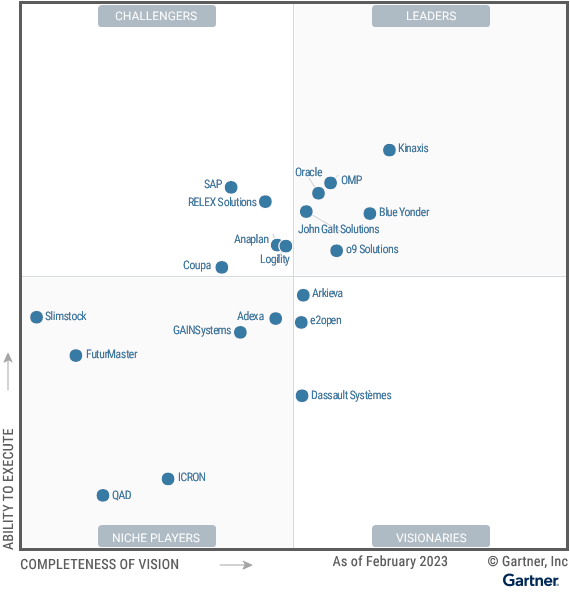 CHALLENGERS
LEADERS
Kinaxis
Oracle
OMP
SAP
RELEX Solutions
Blue Yonder
John Galt Solutions
Anaplan
o9 Solutions
Logility
Coupa
Arkieva
Slimstock
Adexa
e2open
GAINSystems
FuturMaster
Dassault Systèmes
ICRON
QAD
ABILITY TO EXECUTE
NICHE PLAYERS
VISIONARIES
COMPLETENESS OF VISION
As of February 2023
© Gartner, Inc
Gartner